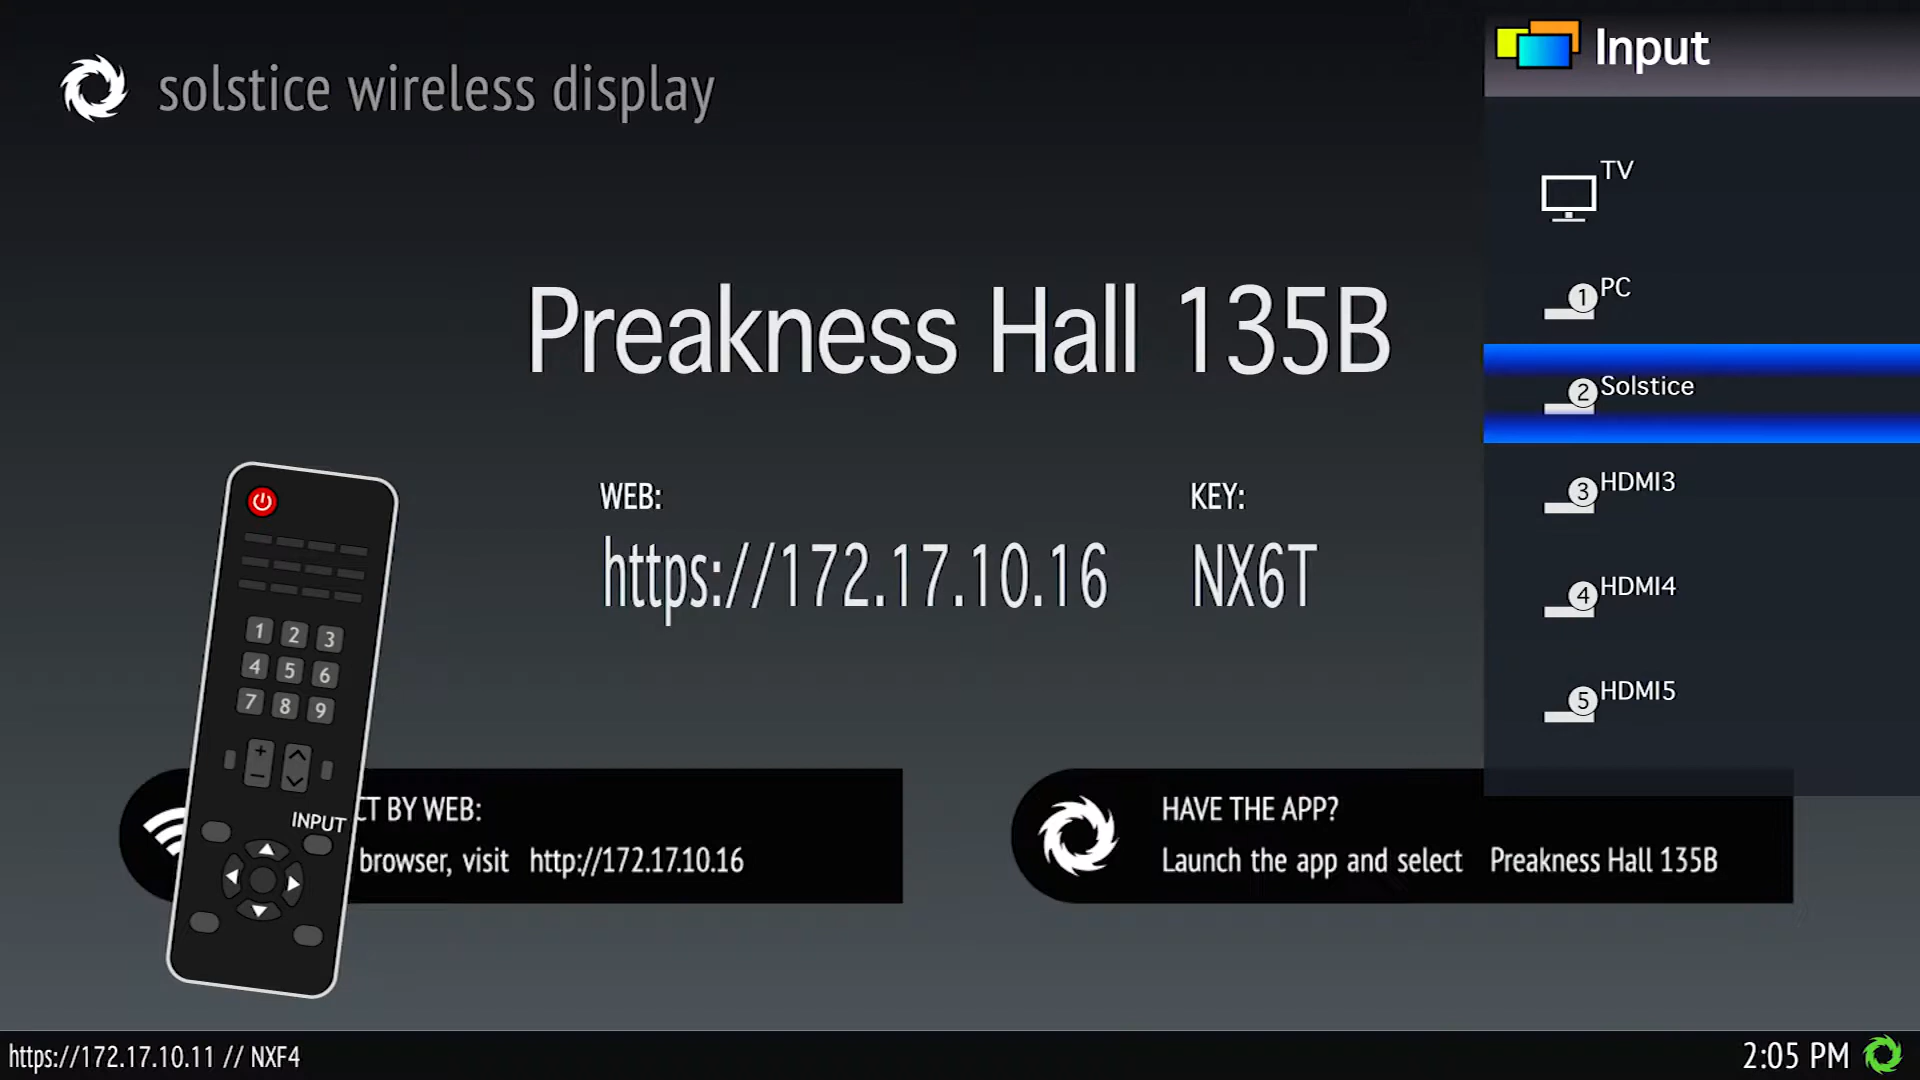 solstice wireless display
Input
TV
1 PC
2 Solstice
3 HDMI3
4 HDMI4
5 HDMI5
Preakness Hall 135B
WEB:
https://172.17.10.16
KEY:
NX6T
1 2 3
4 5 6
7 8 9
+
−
INPUT
CT BY WEB:
browser, visit http://172.17.10.16
HAVE THE APP?
Launch the app and select Preakness Hall 135B
https://172.17.10.11 // NXF4
2:05 PM